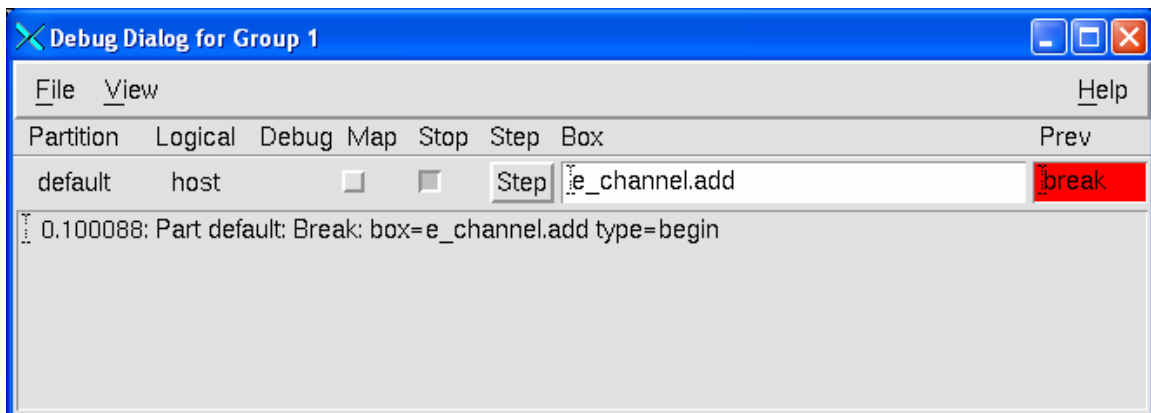 Debug Dialog for Group 1
File View Help
Partition Logical Debug Map Stop Step Box Prev
default host Step e_channel.add break
0.100088: Part default: Break: box=e_channel.add type=begin